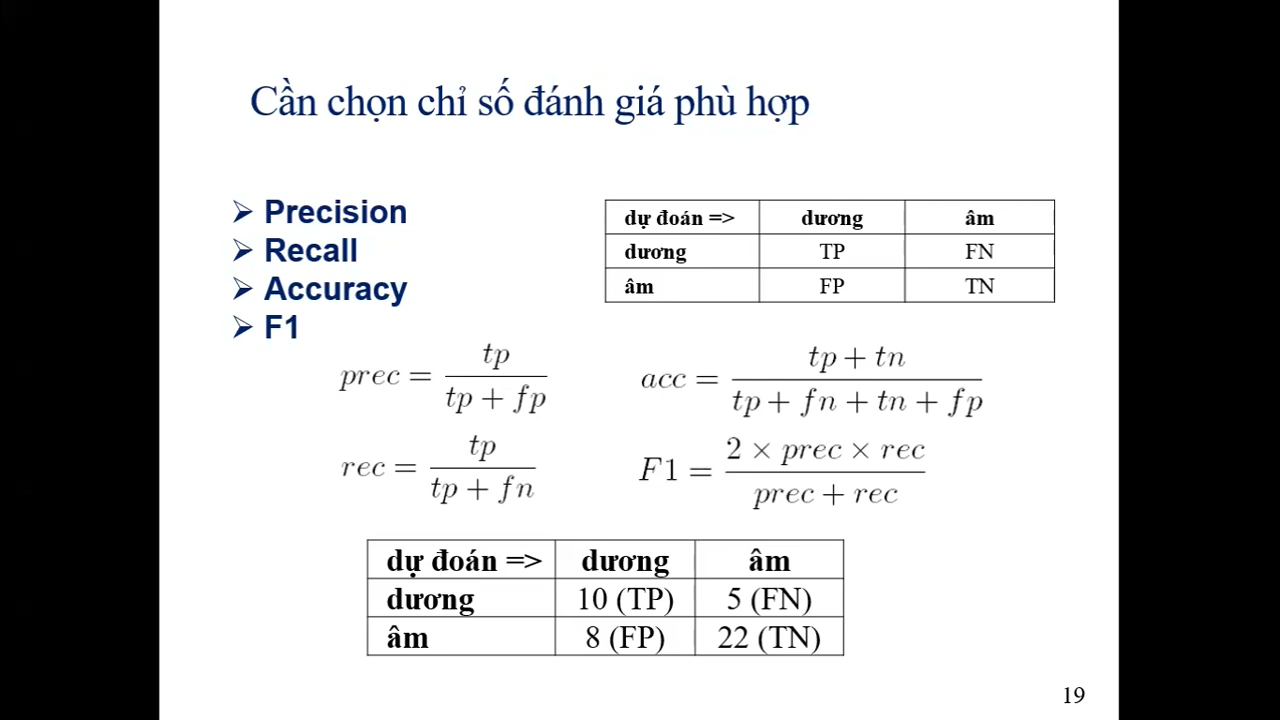 Cần chọn chỉ số đánh giá phù hợp
➢ Precision
➢ Recall
➢ Accuracy
➢ F1
dự đoán => dương âm
dương TP FN
âm FP TN
prec = tp / (tp + fp)
acc = (tp + tn) / (tp + fn + tn + fp)
rec = tp / (tp + fn)
F1 = (2 × prec × rec) / (prec + rec)
dự đoán => dương âm
dương 10 (TP) 5 (FN)
âm 8 (FP) 22 (TN)
19